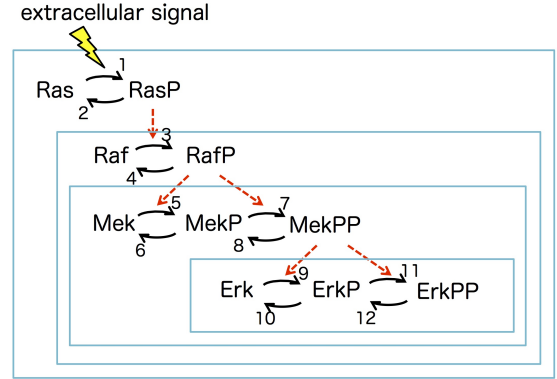 extracellular signal
1
Ras RasP
2
3
Raf RafP
4
5 7
Mek MekP MekPP
6 8
9 11
Erk ErkP ErkPP
10 12